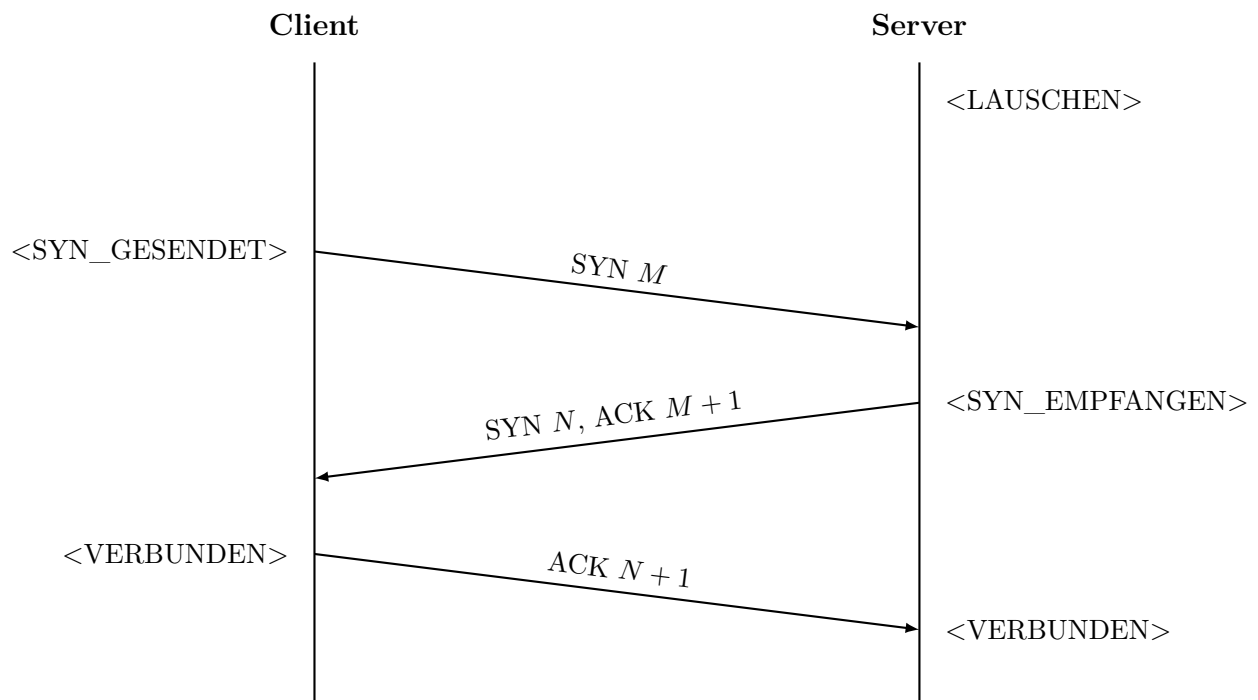 Client
Server
<LAUSCHEN>
<SYN_GESENDET>
SYN M
<SYN_EMPFANGEN>
SYN N, ACK M + 1
<VERBUNDEN>
ACK N + 1
<VERBUNDEN>